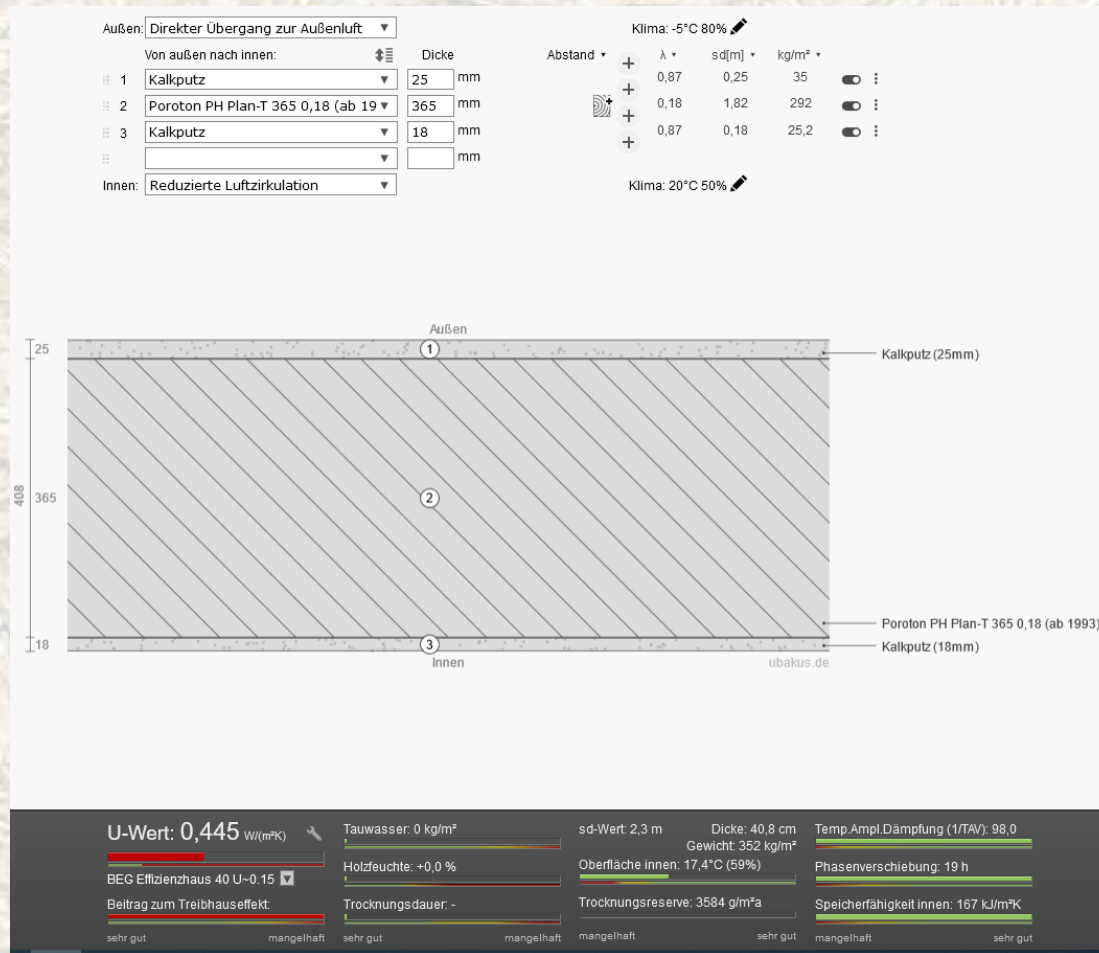 Außen: Direkter Übergang zur Außenluft Klima: -5°C 80%
Von außen nach innen: Dicke Abstand λ sd[m] kg/m²
1 Kalkputz 25 mm 0,87 0,25 35
2 Poroton PH Plan-T 365 0,18 (ab 19 365 mm 0,18 1,82 292
3 Kalkputz 18 mm 0,87 0,18 25,2
mm
Innen: Reduzierte Luftzirkulation Klima: 20°C 50%
Außen
25
1
Kalkputz (25mm)
408
365
2
Poroton PH Plan-T 365 0,18 (ab 1993)
18
3
Kalkputz (18mm)
Innen
ubakus.de
U-Wert: 0,445 W/(m²K)
BEG Effizienzhaus 40 U~0.15
Beitrag zum Treibhauseffekt:
sehr gut mangelhaft
Tauwasser: 0 kg/m²
Holzfeuchte: +0,0 %
Trocknungsdauer: -
sehr gut mangelhaft
sd-Wert: 2,3 m Dicke: 40,8 cm
Gewicht: 352 kg/m²
Oberfläche innen: 17,4°C (59%)
Trocknungsreserve: 3584 g/m²a
mangelhaft sehr gut
Temp.Ampl.Dämpfung (1/TAV): 98,0
Phasenverschiebung: 19 h
Speicherfähigkeit innen: 167 kJ/m²K
mangelhaft sehr gut